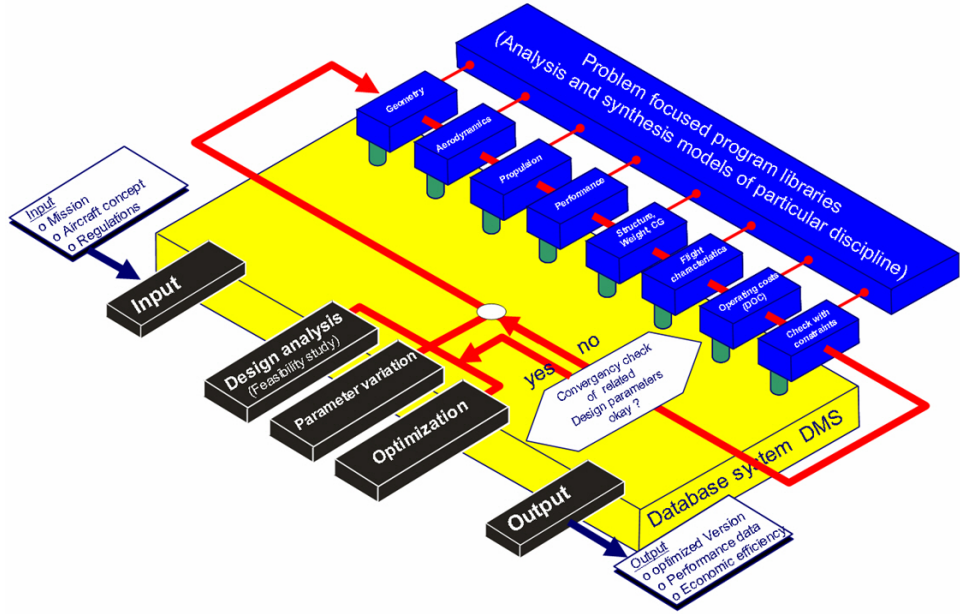 Problem focused program libraries
(Analysis and synthesis models of particular discipline)
Geometry
Aerodynamics
Propulsion
Performance
Structure,
Weight, CG
Flight
characteristics
Operating costs
(DOC)
Check with
constraints
Input
o Mission
o Aircraft concept
o Regulations
Input
Design analysis
(Feasibility study)
Parameter variation
Optimization
Output
no
yes
Convergency check
of related
Design parameters
okay ?
Database system DMS
Output
o optimized Version
o Performance data
o Economic efficiency